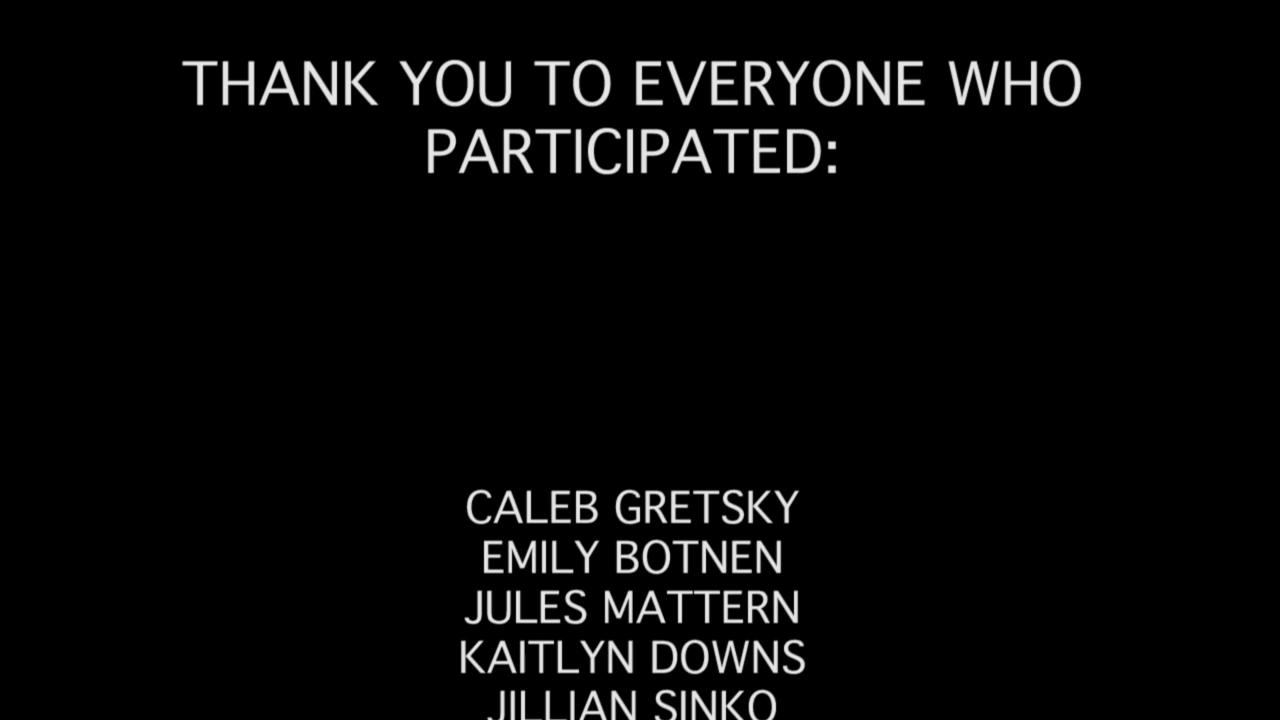 THANK YOU TO EVERYONE WHO
PARTICIPATED:
CALEB GRETSKY
EMILY BOTNEN
JULES MATTERN
KAITLYN DOWNS
JILLIAN SINKO